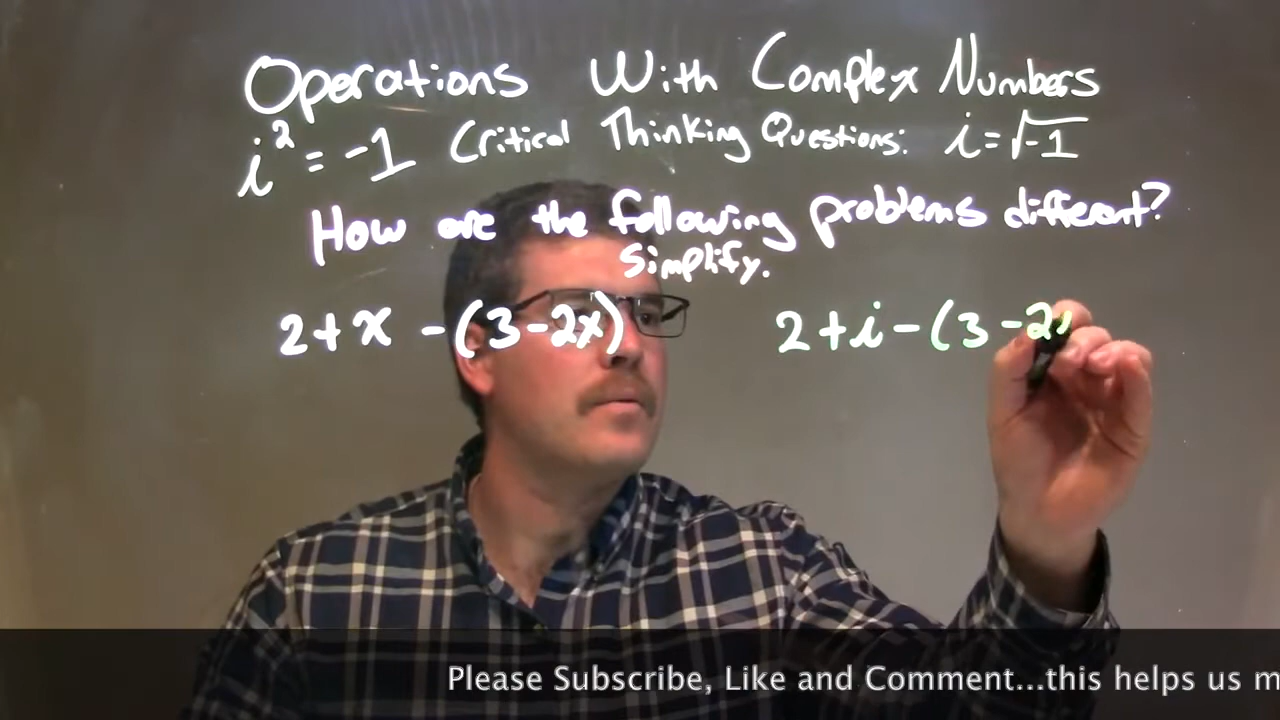 Operations With Complex Numbers
i² = -1 Critical Thinking Questions: i = √-1
How are the following problems different?
Simplify.
2 + x - (3 - 2x) 2 + i - (3 - 2
Please Subscribe, Like and Comment...this helps us m